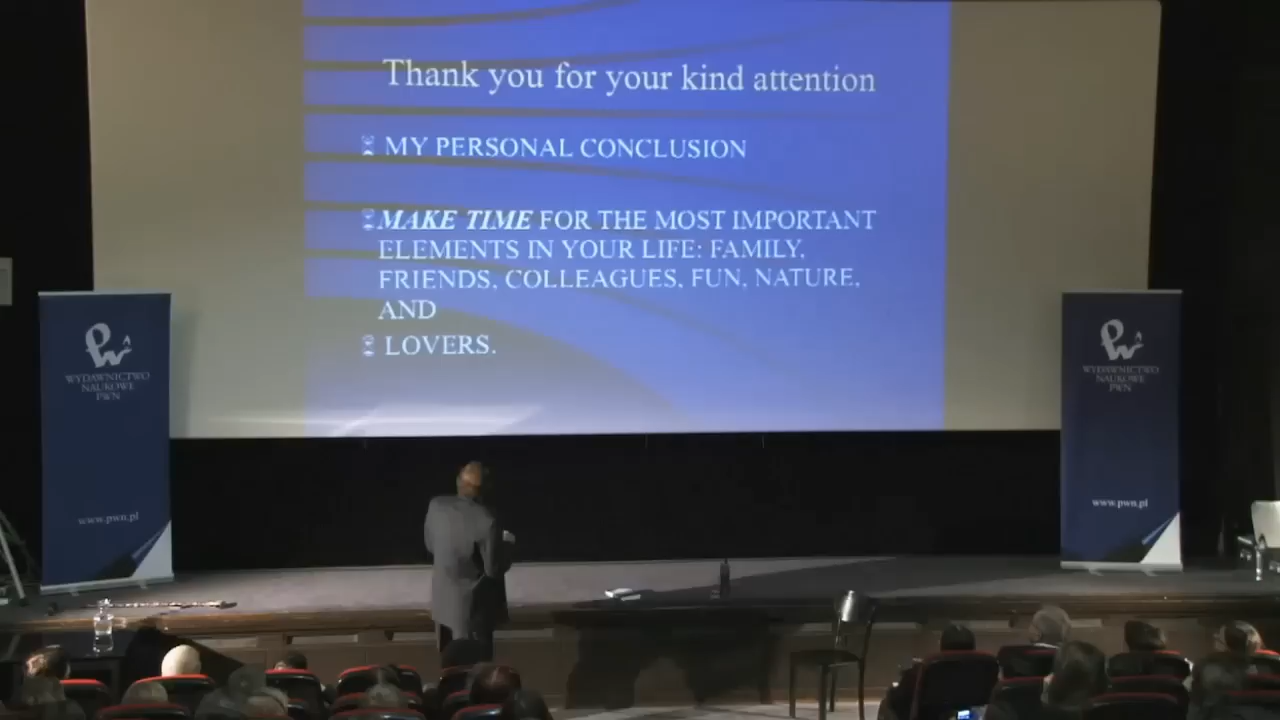 Thank you for your kind attention
MY PERSONAL CONCLUSION
MAKE TIME FOR THE MOST IMPORTANT
ELEMENTS IN YOUR LIFE: FAMILY,
FRIENDS, COLLEAGUES, FUN, NATURE,
AND
LOVERS.
PW
WYDAWNICTWO
NAUKOWE
PWN
www.pwn.pl
PW
WYDAWNICTWO
NAUKOWE
PWN
www.pwn.pl